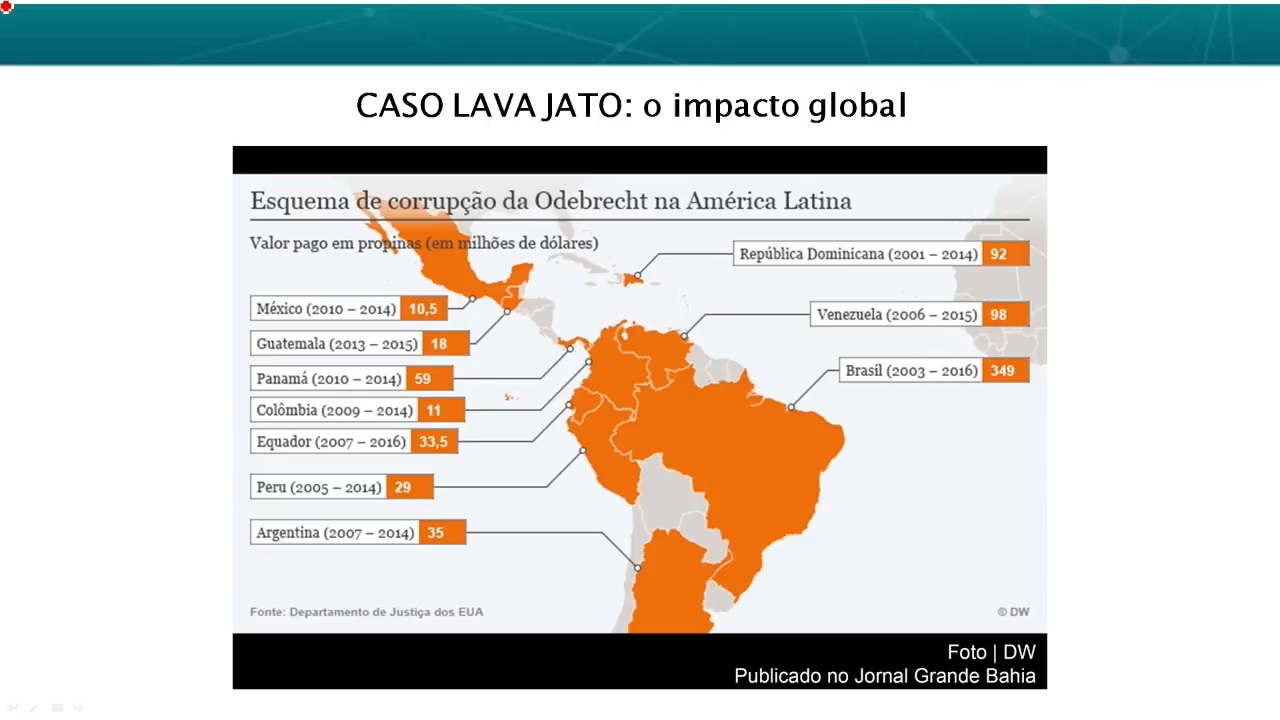 CASO LAVA JATO: o impacto global
Esquema de corrupção da Odebrecht na América Latina
Valor pago em propinas (em milhões de dólares)
República Dominicana (2001 – 2014) 92
México (2010 – 2014) 10,5
Venezuela (2006 – 2015) 98
Guatemala (2013 – 2015) 18
Brasil (2003 – 2016) 349
Panamá (2010 – 2014) 59
Colômbia (2009 – 2014) 11
Equador (2007 – 2016) 33,5
Peru (2005 – 2014) 29
Argentina (2007 – 2014) 35
Fonte: Departamento de Justiça dos EUA
© DW
Foto | DW
Publicado no Jornal Grande Bahia